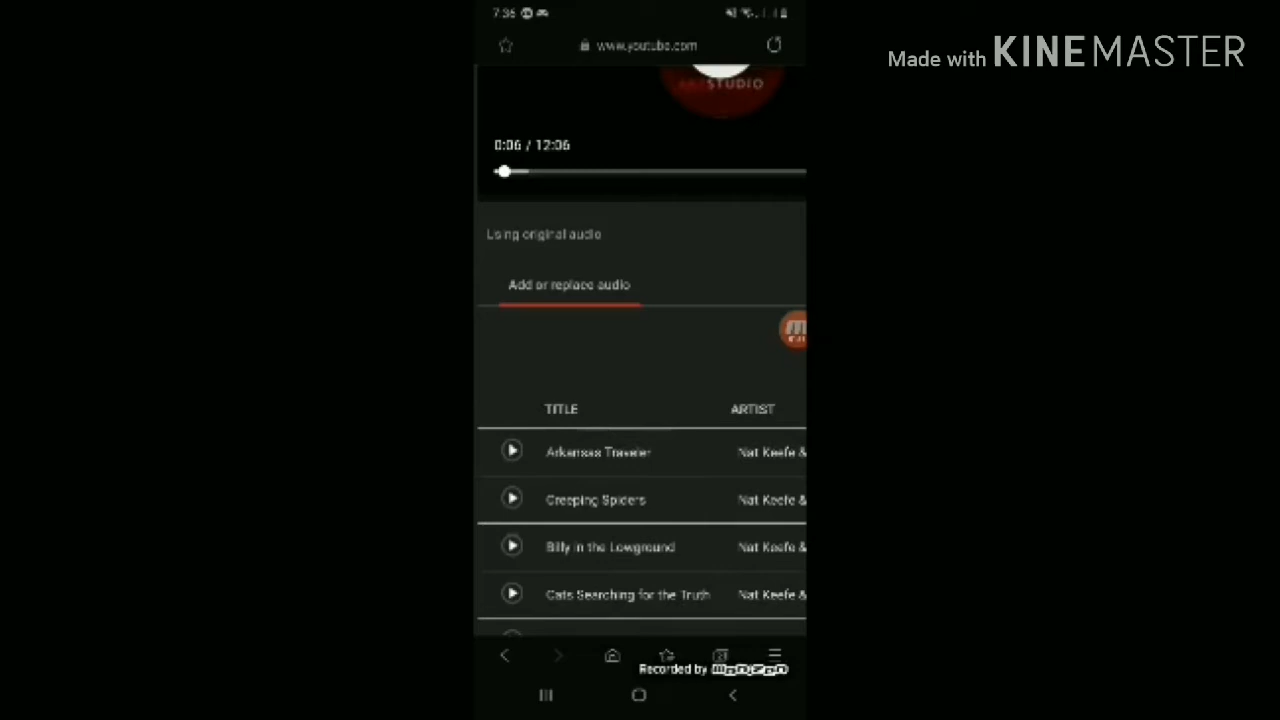 7:36
www.youtube.com
Made with KINEMASTER
STUDIO
0:06 / 12:06
Using original audio
Add or replace audio
TITLE ARTIST
Arkansas Traveler Nat Keefe &
Creeping Spiders Nat Keefe &
Billy in the Lowground Nat Keefe &
Cats Searching for the Truth Nat Keefe &
Recorded by